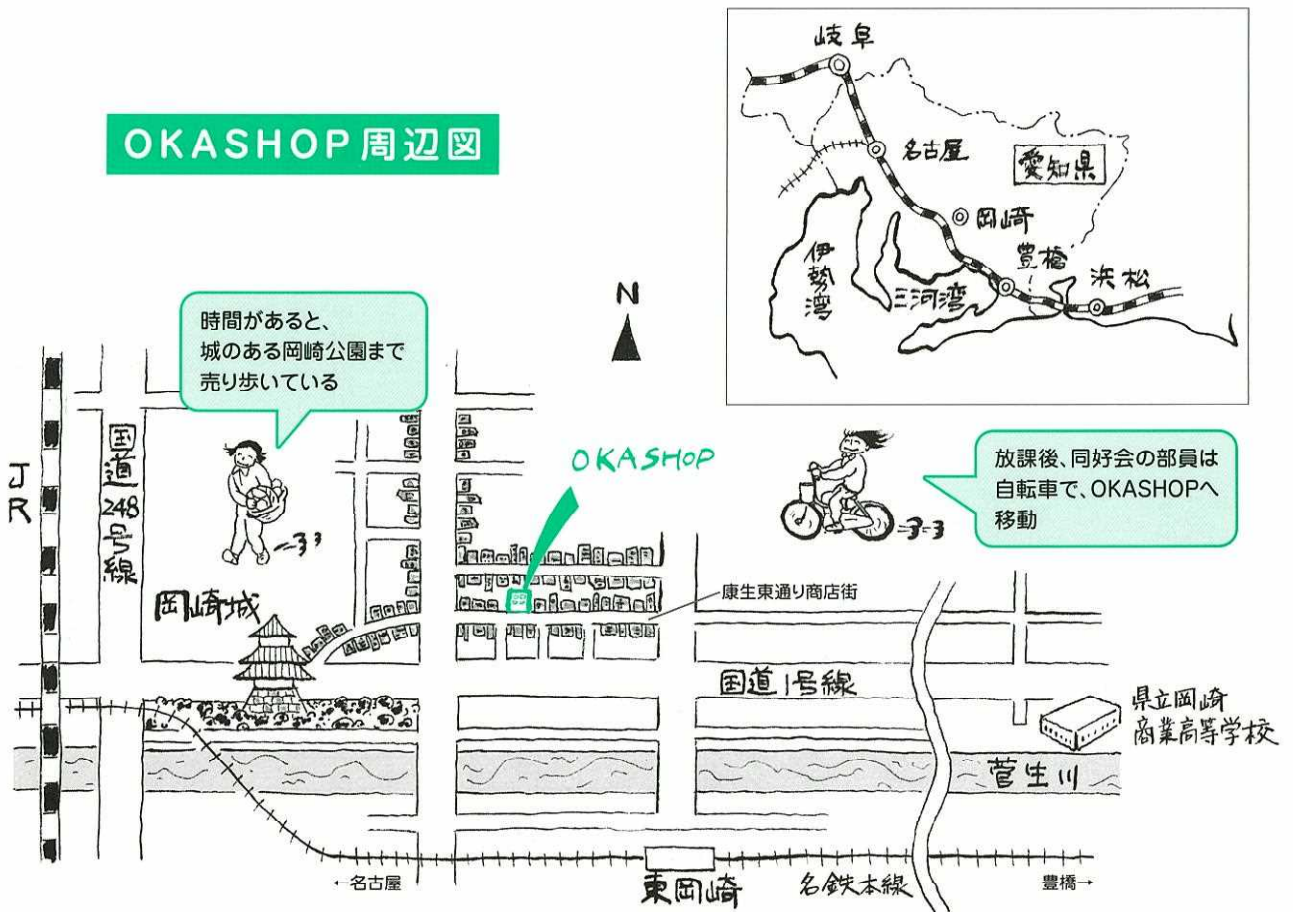 OKASHOP周辺図
岐阜
名古屋
愛知県
岡崎
豊橋
浜松
伊勢湾
三河湾
N
時間があると、
城のある岡崎公園まで
売り歩いている
JR
国道248号線
OKASHOP
放課後、同好会の部員は
自転車で、OKASHOPへ
移動
岡崎城
康生東通り商店街
国道1号線
県立岡崎
商業高等学校
菅生川
←名古屋
東岡崎
名鉄本線
豊橋→